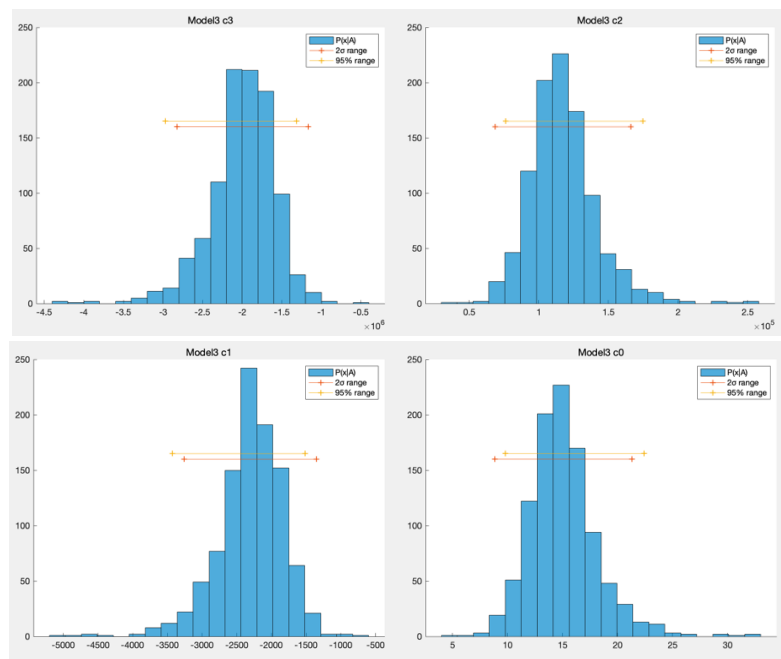 Model3 c3
250
200
150
100
50
0
-4.5 -4 -3.5 -3 -2.5 -2 -1.5 -1 -0.5
×10⁶
P(x|A)
2σ range
95% range
Model3 c2
250
200
150
100
50
0
0.5 1 1.5 2 2.5
×10⁵
P(x|A)
2σ range
95% range
Model3 c1
250
200
150
100
50
0
-5000 -4500 -4000 -3500 -3000 -2500 -2000 -1500 -1000 -500
P(x|A)
2σ range
95% range
Model3 c0
250
200
150
100
50
0
5 10 15 20 25 30
P(x|A)
2σ range
95% range